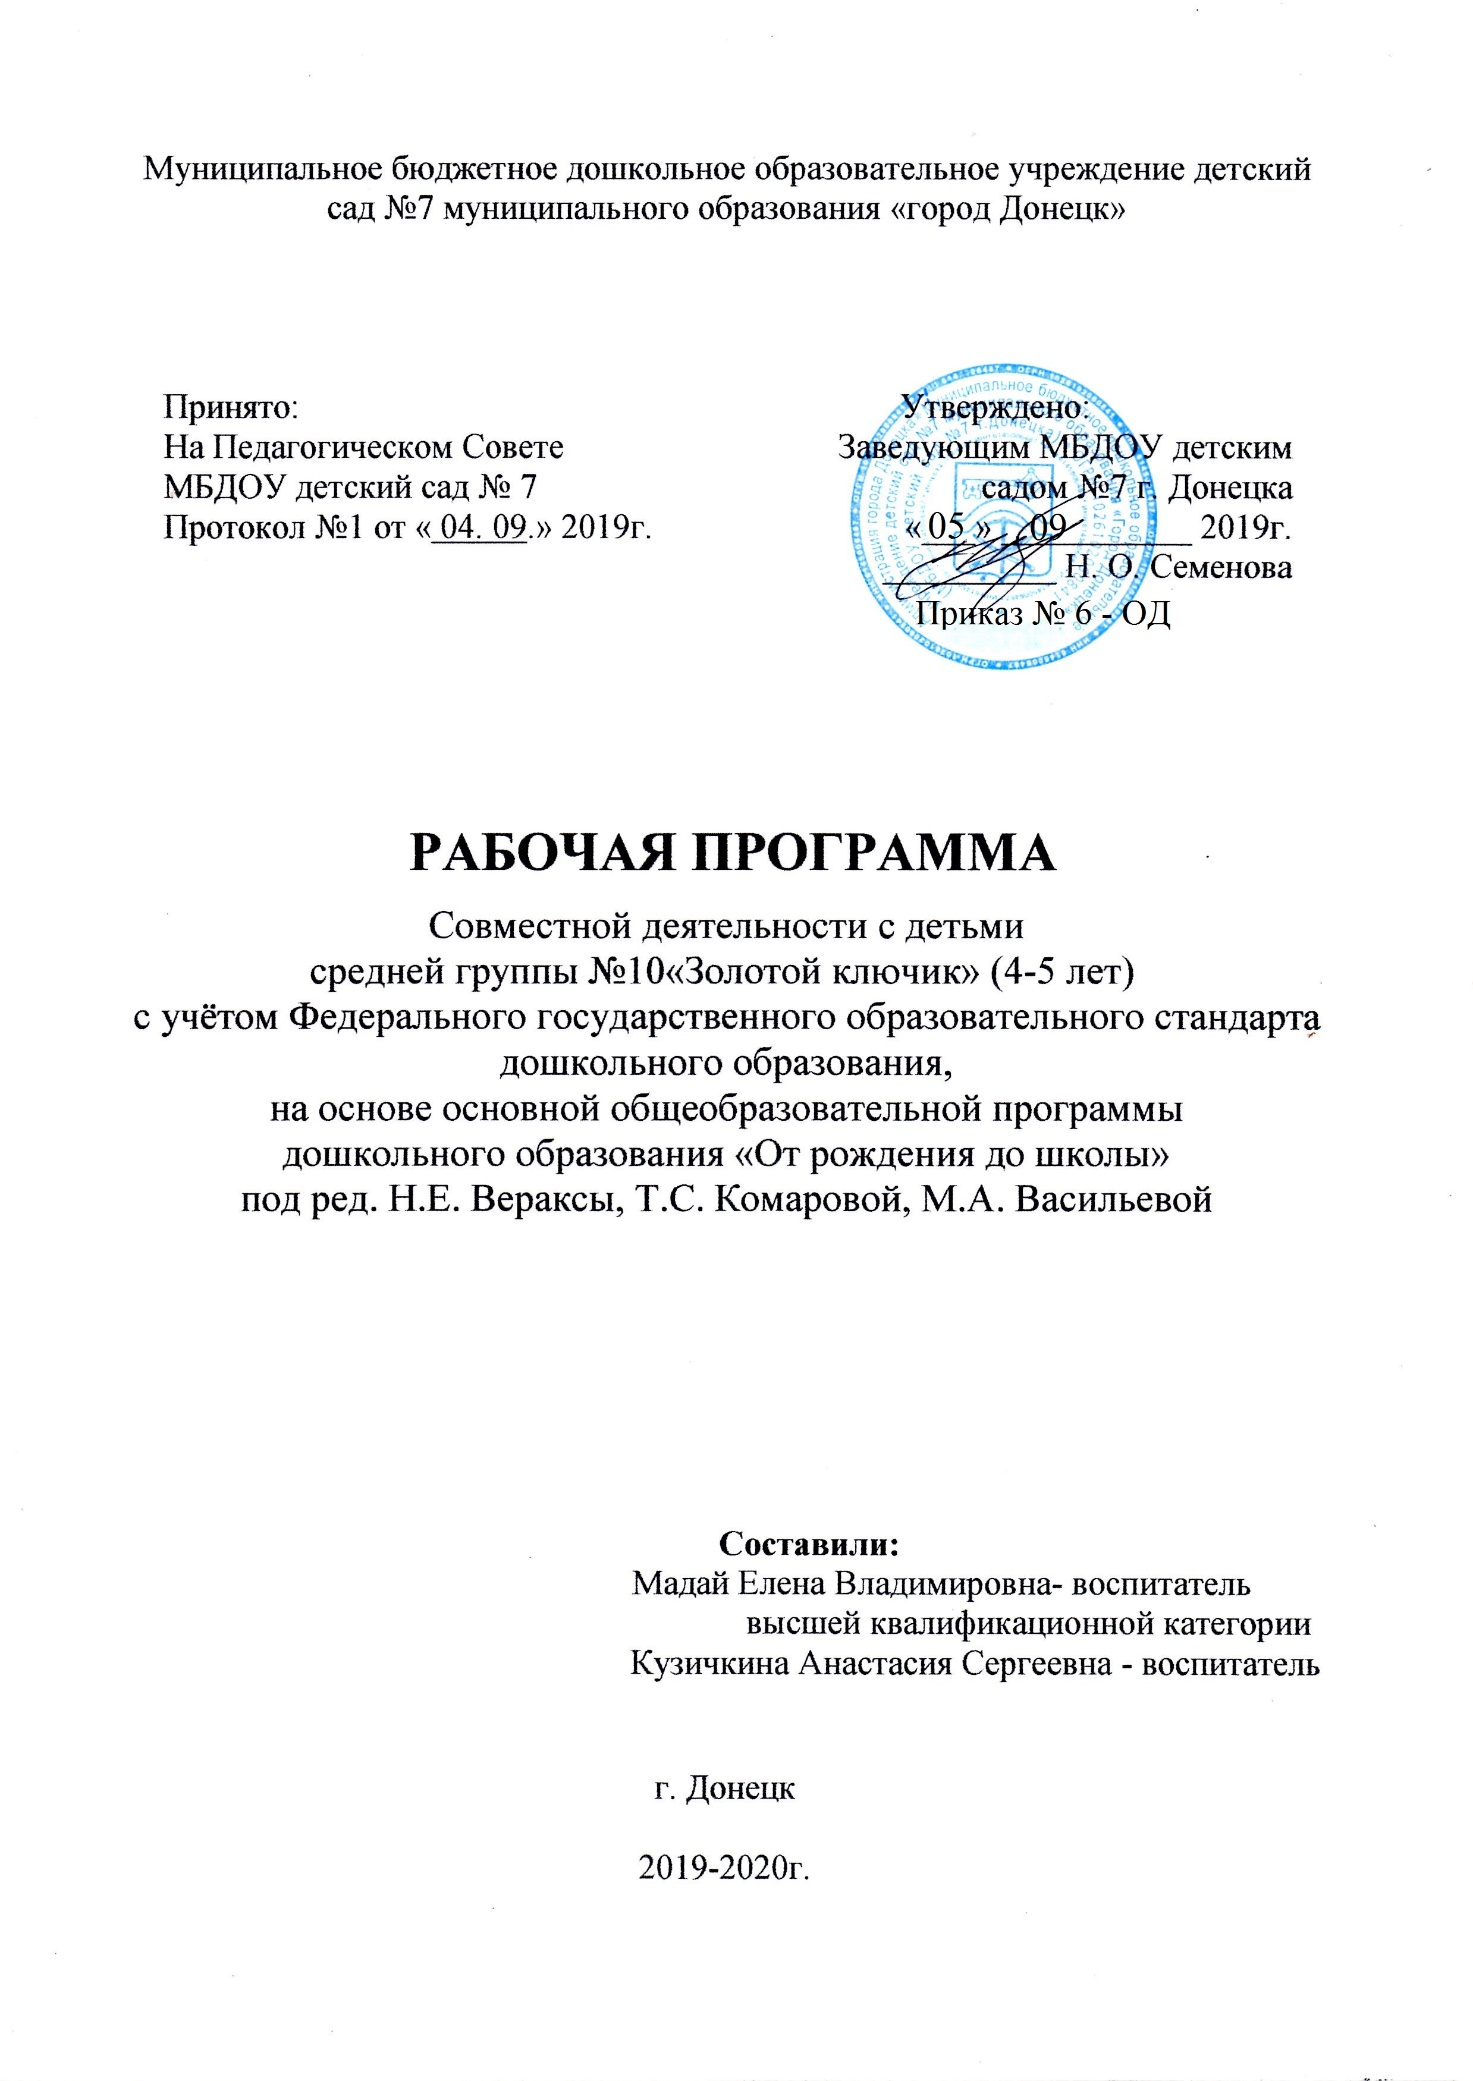 Муниципальное бюджетное дошкольное образовательное учреждение детский
сад №7 муниципального образования «город Донецк»
Принято:
На Педагогическом Совете
МБДОУ детский сад № 7
Протокол №1 от « 04. 09.» 2019г.
Утверждено:
Заведующим МБДОУ детским
садом №7 г. Донецка
« 05 » 09 2019г.
Н. О. Семенова
Приказ № 6 - ОД
РАБОЧАЯ ПРОГРАММА
Совместной деятельности с детьми
средней группы №10«Золотой ключик» (4-5 лет)
с учётом Федерального государственного образовательного стандарта
дошкольного образования,
на основе основной общеобразовательной программы
дошкольного образования «От рождения до школы»
под ред. Н.Е. Вераксы, Т.С. Комаровой, М.А. Васильевой
Составили:
Мадай Елена Владимировна- воспитатель
высшей квалификационной категории
Кузичкина Анастасия Сергеевна - воспитатель
г. Донецк
2019-2020г.